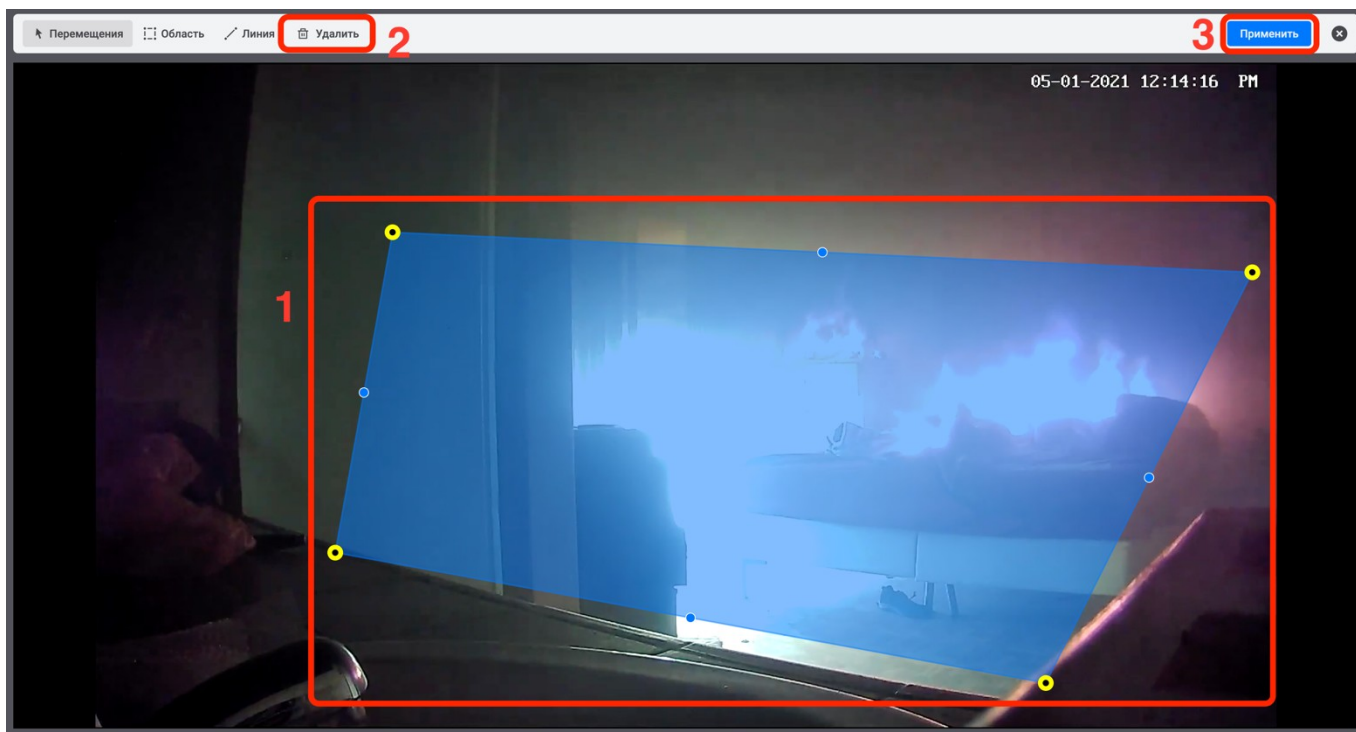 Перемещения Область Линия Удалить 2 3 Применить
05-01-2021 12:14:16 PM
1